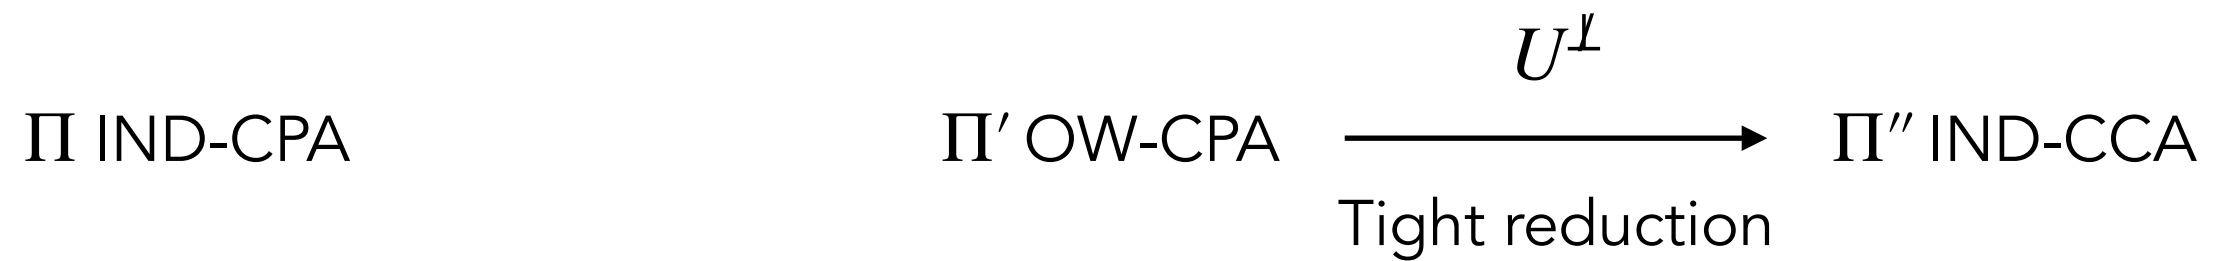 U^⊥̸
Π IND-CPA Π′ OW-CPA Π″ IND-CCA
Tight reduction